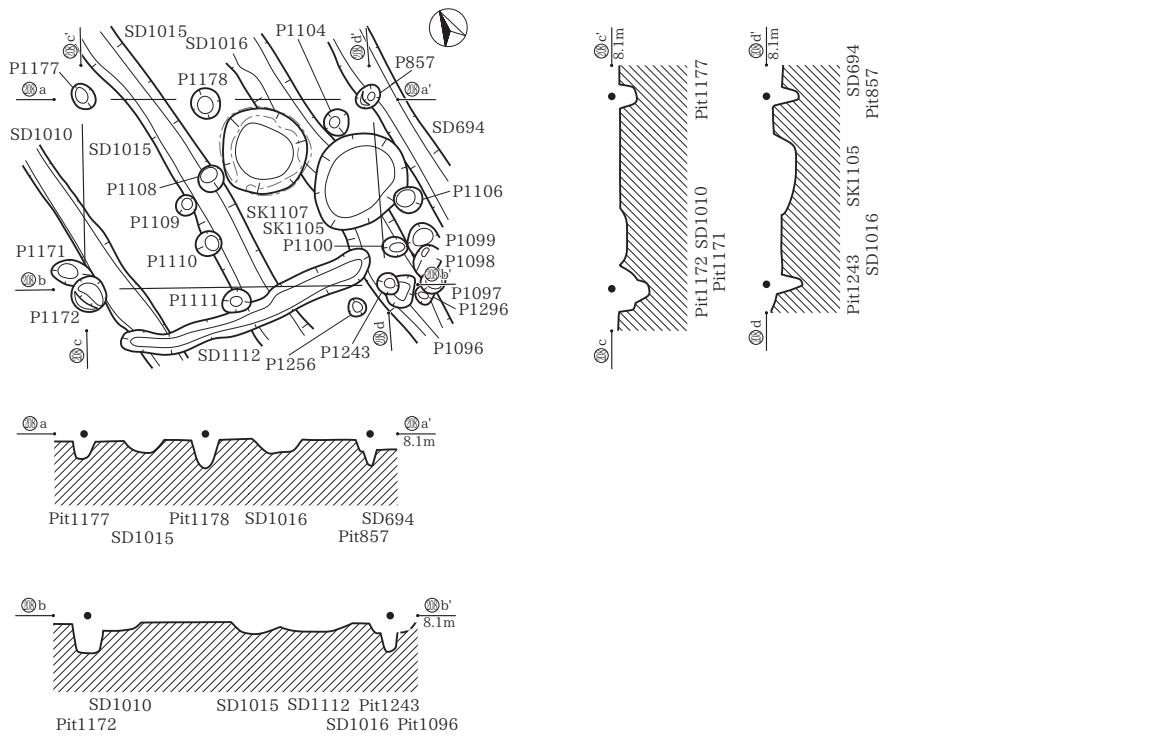 SD1015
SD1016
P1104
c'
d'
P1177
P1178
P857
a
a'
SD1010
SD1015
SD694
P1108
P1106
P1109
SK1107
SK1105
P1110
P1100
P1099
P1171
P1098
b
b'
P1111
P1097
P1172
P1296
c
d
SD1112
P1256
P1243
P1096
c'
8.1m
Pit1177
Pit1172 SD1010
Pit1171
c
d'
8.1m
SD694
Pit857
SK1105
SD1016
Pit1243
d
a
a'
8.1m
Pit1177
Pit1178
SD1016
SD694
SD1015
Pit857
b
b'
8.1m
SD1010
SD1015
SD1112
Pit1243
Pit1172
SD1016
Pit1096